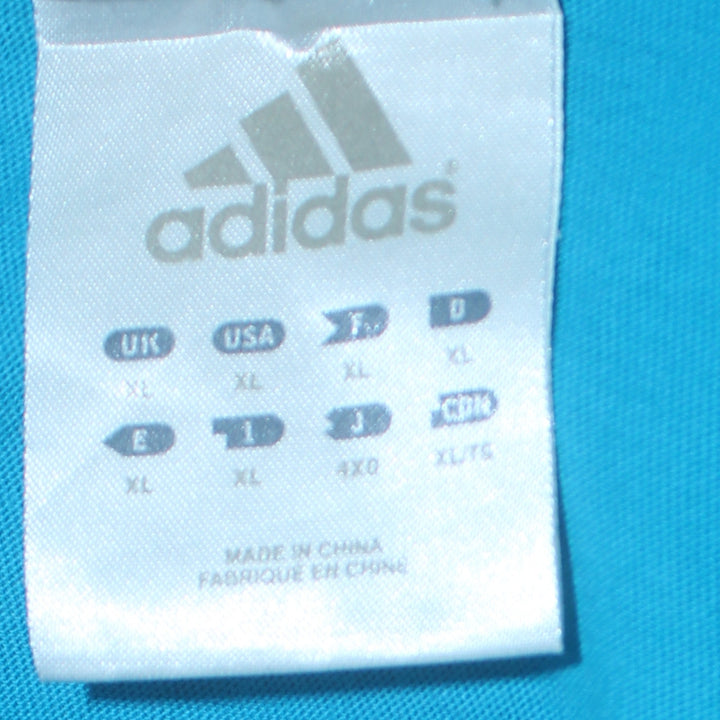 adidas®
UK USA F D
XL XL XL XL
E I J CDN
XL XL 4XO XL/TG
MADE IN CHINA
FABRIQUE EN CHINE